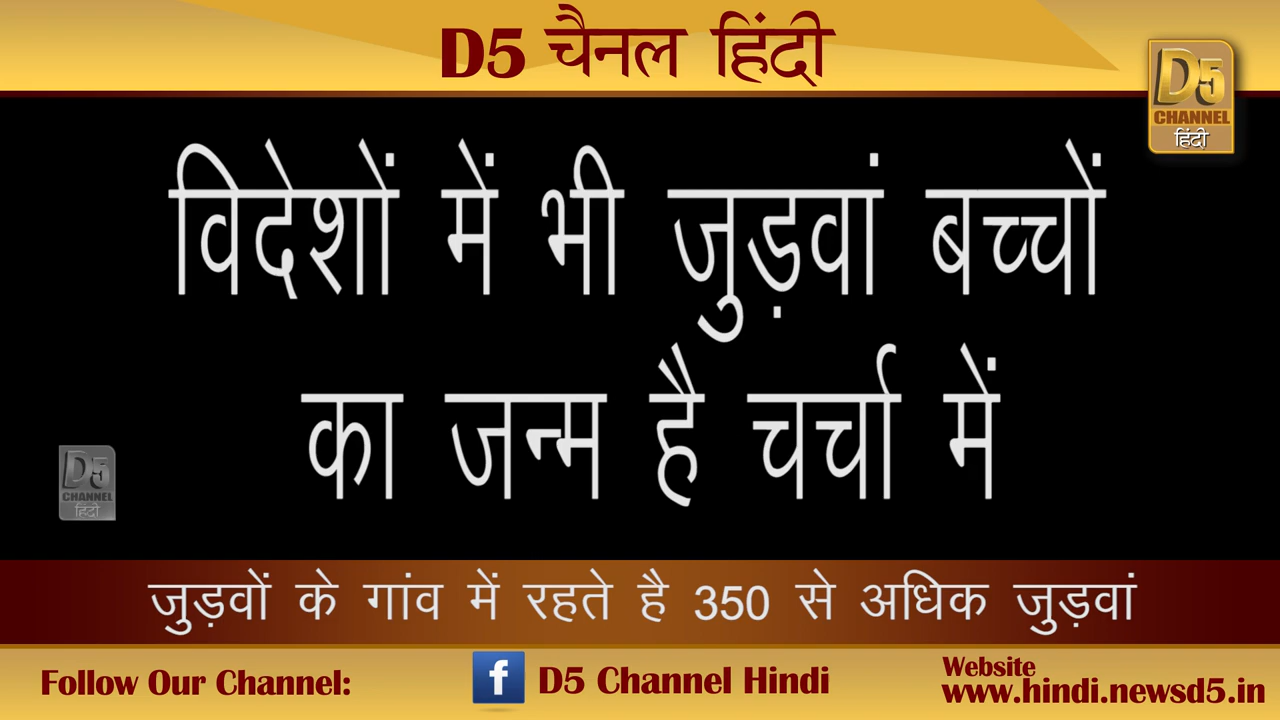 D5 चैनल हिंदी
D5
CHANNEL
हिंदी
विदेशों में भी जुड़वां बच्चों
का जन्म है चर्चा में
D5
CHANNEL
हिंदी
जुड़वों के गांव में रहते है 350 से अधिक जुड़वां
Follow Our Channel:
f D5 Channel Hindi
Website
www.hindi.newsd5.in